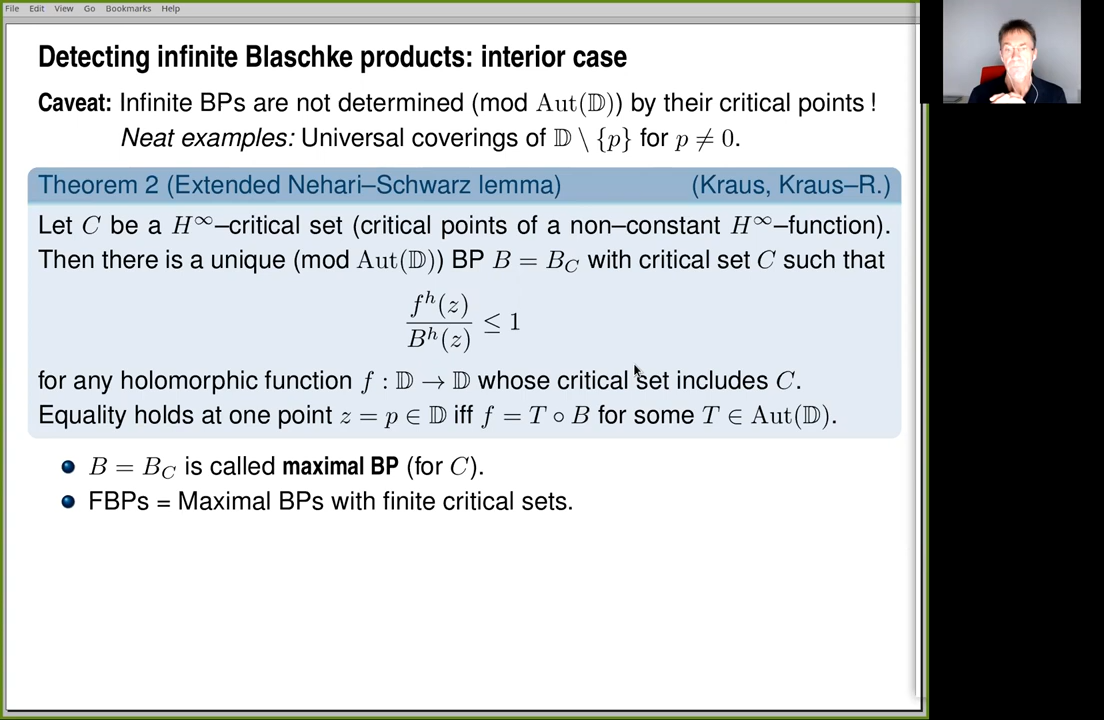 File Edit View Go Bookmarks Help
Detecting infinite Blaschke products: interior case
Caveat: Infinite BPs are not determined (mod Aut(𝔻)) by their critical points !
Neat examples: Universal coverings of 𝔻 \ {p} for p ≠ 0.
Theorem 2 (Extended Nehari–Schwarz lemma) (Kraus, Kraus–R.)
Let C be a H^∞–critical set (critical points of a non–constant H^∞–function).
Then there is a unique (mod Aut(𝔻)) BP B = B_C with critical set C such that
f^h(z)
B^h(z)
≤ 1
for any holomorphic function f : 𝔻 → 𝔻 whose critical set includes C.
Equality holds at one point z = p ∈ 𝔻 iff f = T ∘ B for some T ∈ Aut(𝔻).
B = B_C is called maximal BP (for C).
FBPs = Maximal BPs with finite critical sets.